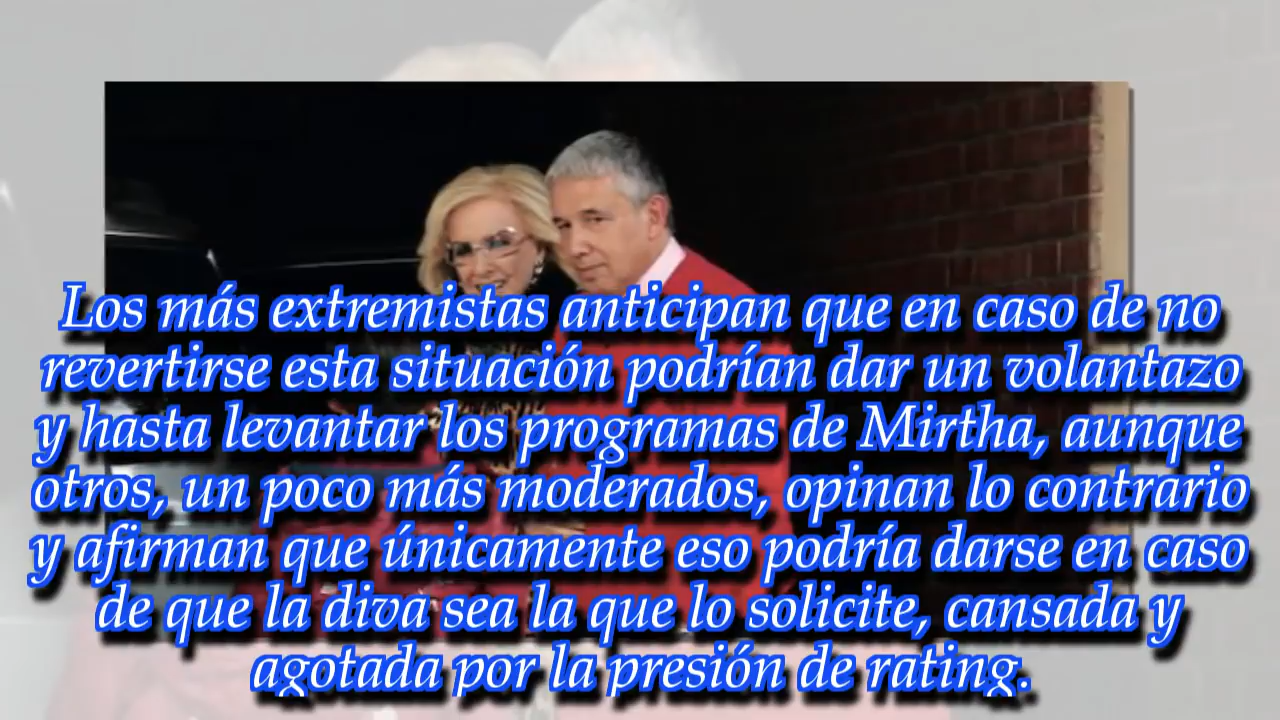 Los más extremistas anticipan que en caso de no
revertirse esta situación podrían dar un volantazo
y hasta levantar los programas de Mirtha, aunque
otros, un poco más moderados, opinan lo contrario
y afirman que únicamente eso podría darse en caso
de que la diva sea la que lo solicite, cansada y
agotada por la presión de rating.